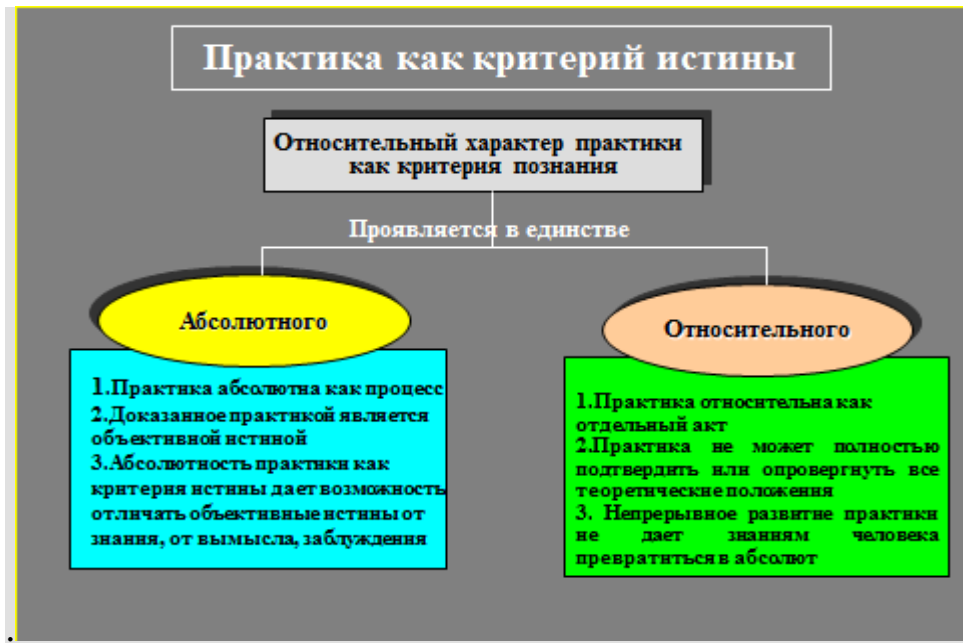 Практика как критерий истины
Относительный характер практики
как критерия познания
Проявляется в единстве
Абсолютного
1.Практика абсолютна как процесс
2.Доказанное практикой является
объективной истиной
3.Абсолютность практики как
критерия истины дает возможность
отличать объективные истины от
знания, от вымысла, заблуждения
Относительного
1.Практика относительна как
отдельный акт
2.Практика не может полностью
подтвердить или опровергнуть все
теоретические положения
3. Непрерывное развитие практики
не дает знаниям человека
превратиться в абсолют